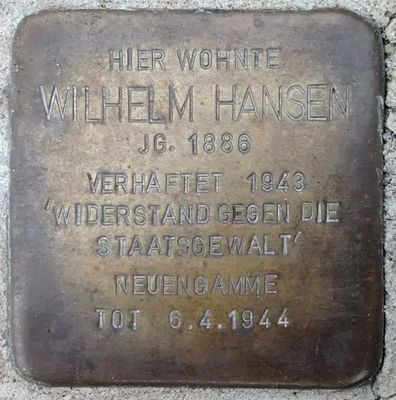 HIER WOHNTE
WILHELM HANSEN
JG. 1886
VERHAFTET 1943
'WIDERSTAND GEGEN DIE
STAATSGEWALT'
NEUENGAMME
TOT 6.4.1944